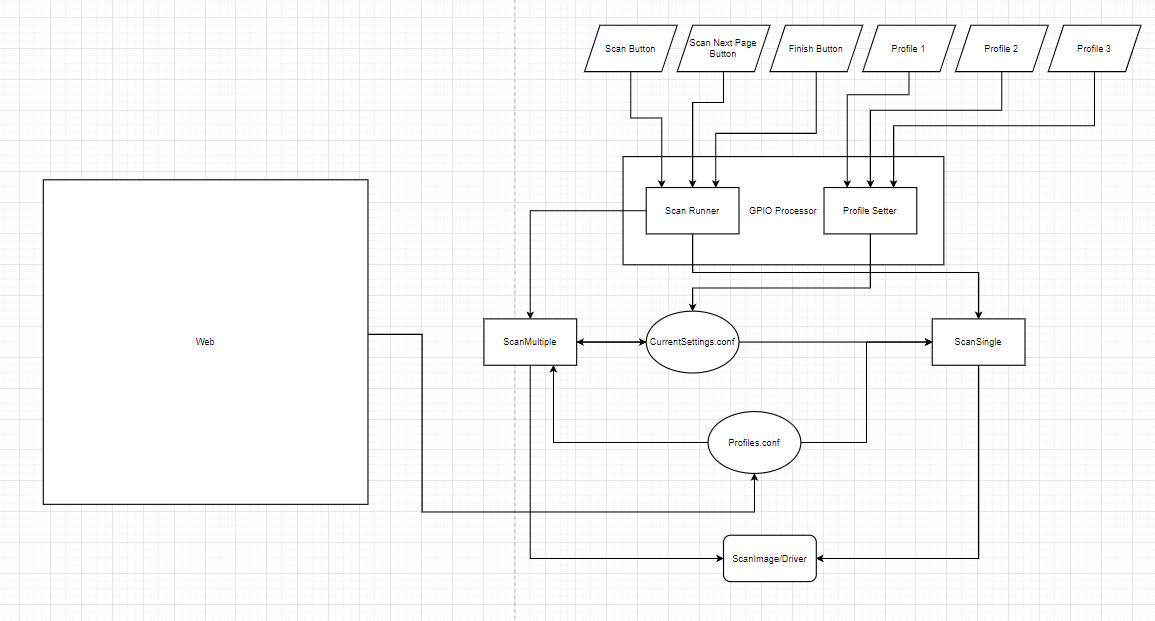 Scan Button
Scan Next Page
Button
Finish Button
Profile 1
Profile 2
Profile 3
Scan Runner
GPIO Processor
Profile Setter
Web
ScanMultiple
CurrentSettings.conf
ScanSingle
Profiles.conf
ScanImage/Driver